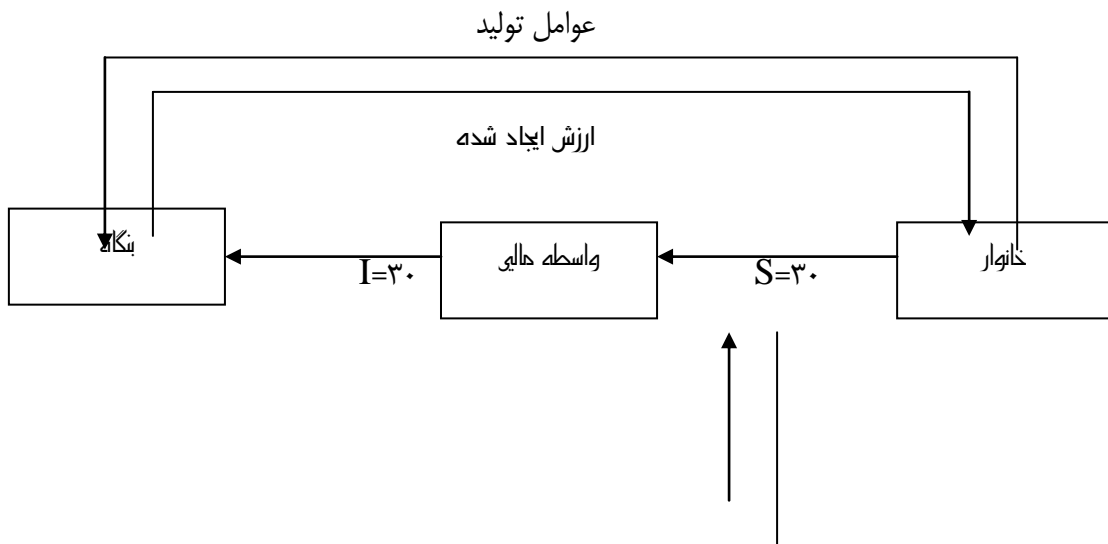 عوامل تولید
ارزش ایجاد شده
خانوار
واسطه مالی
بنگاه
S=۳۰
I=۳۰